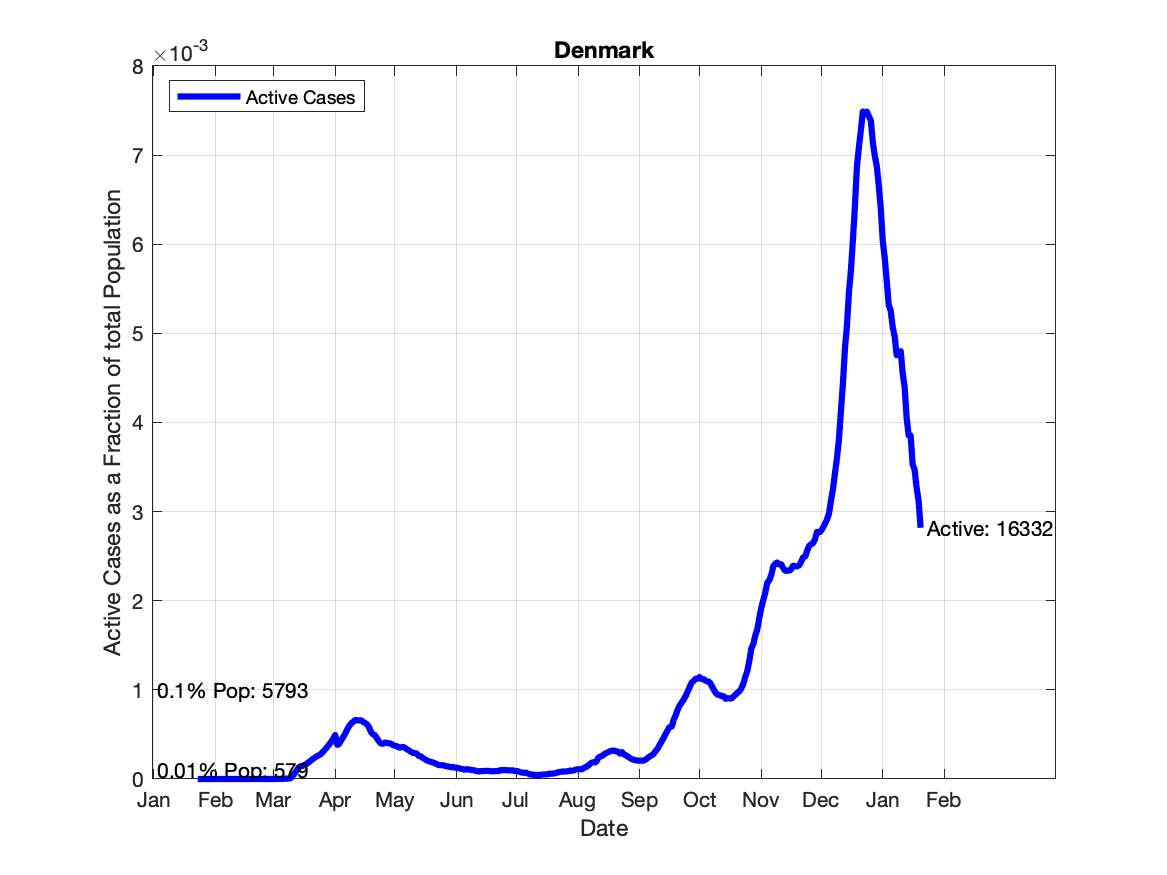 Denmark
×10-3
Active Cases
8
7
6
5
4
3
2
1
0
Active Cases as a Fraction of total Population
Active: 16332
0.1% Pop: 5793
0.01% Pop: 579
Jan Feb Mar Apr May Jun Jul Aug Sep Oct Nov Dec Jan Feb
Date